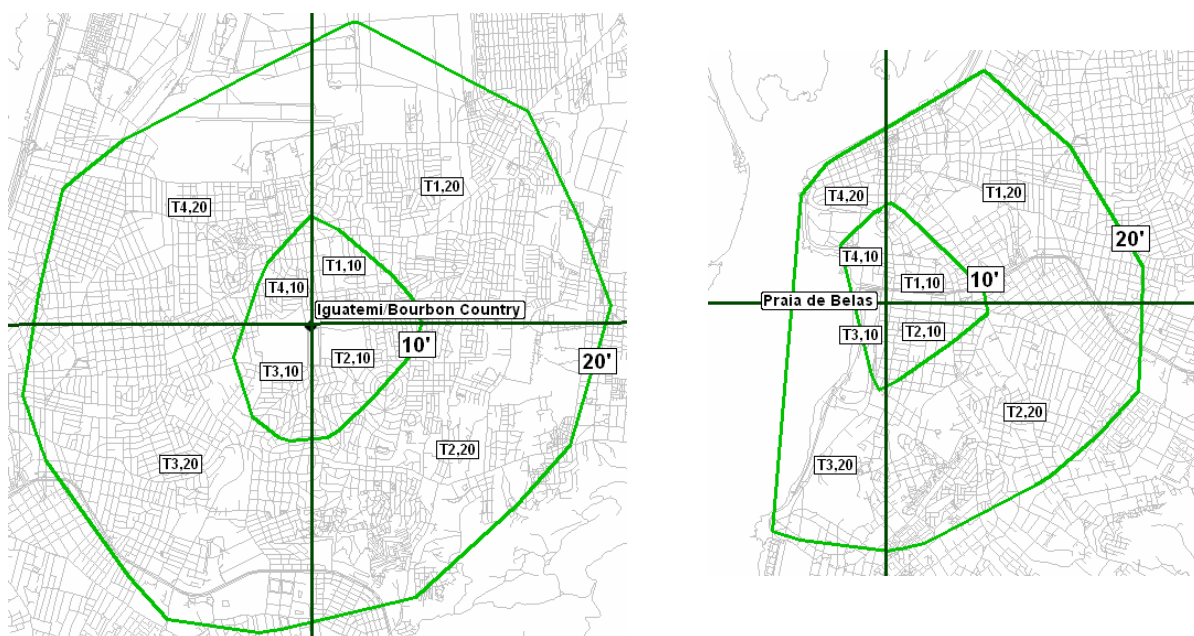 T4,20
T1,20
T1,10
T4,10
Iguatemi/Bourbon Country
10'
20'
T3,10
T2,10
T2,20
T3,20
T4,20
T1,20
20'
T4,10
10'
T1,10
Praia de Belas
T3,10
T2,10
T2,20
T3,20